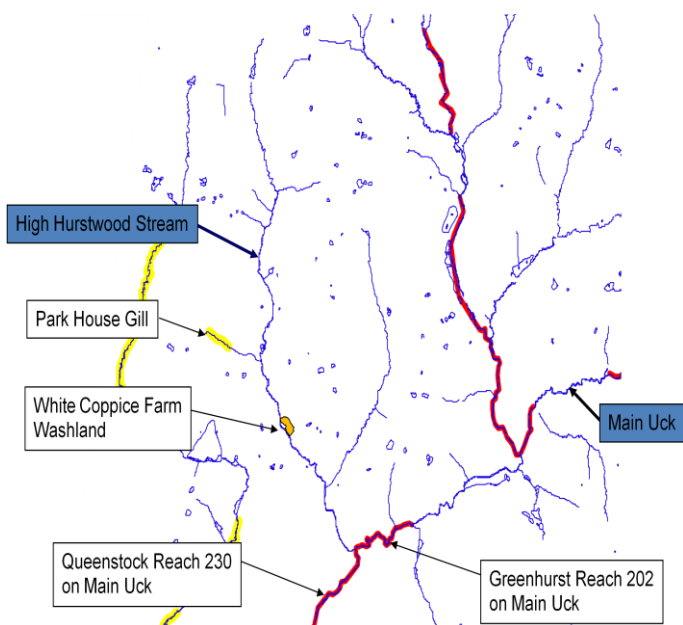 High Hurstwood
Stream
Park House Gill
White Coppice Farm
Washland
Main Uck
Queenstock Reach 230
on Main Uck
Greenhurst Reach 202
on Main Uck